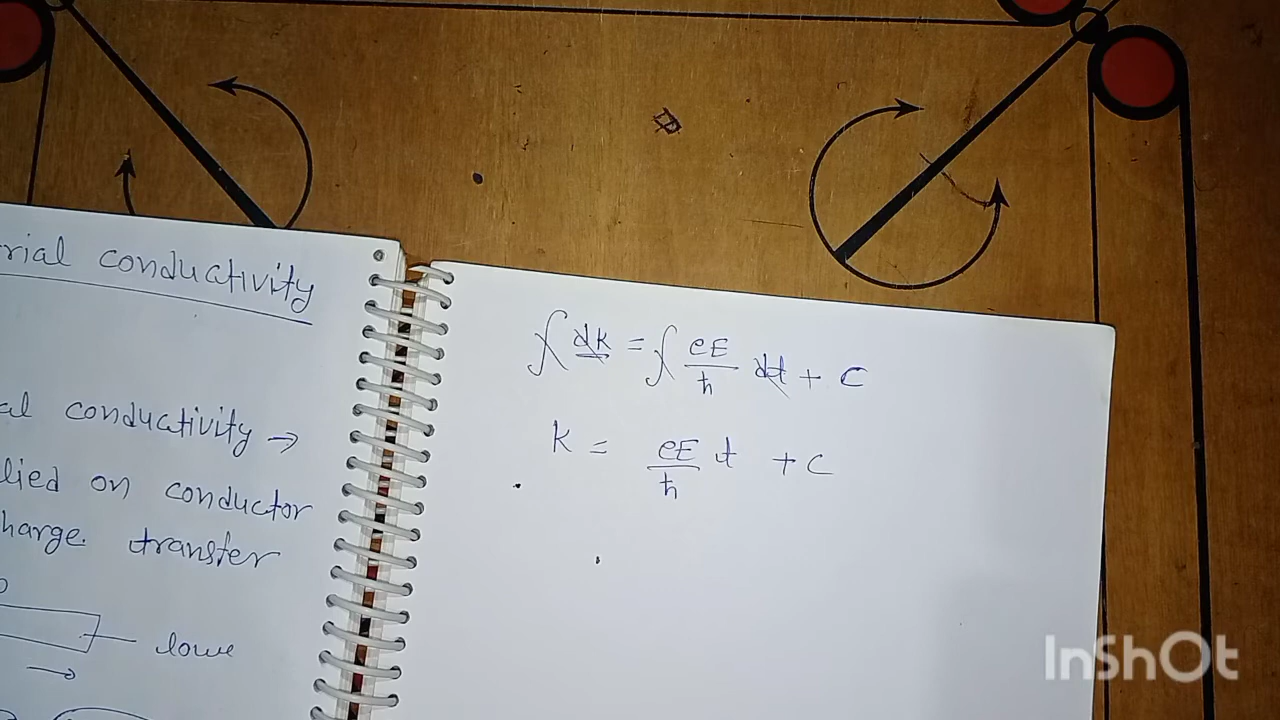 rial conductivity
al conductivity →
lied on conductor
harge transfer
lowe
∫ dk = ∫ eE/ħ dt + C
k = eE/ħ t + C
InShOt